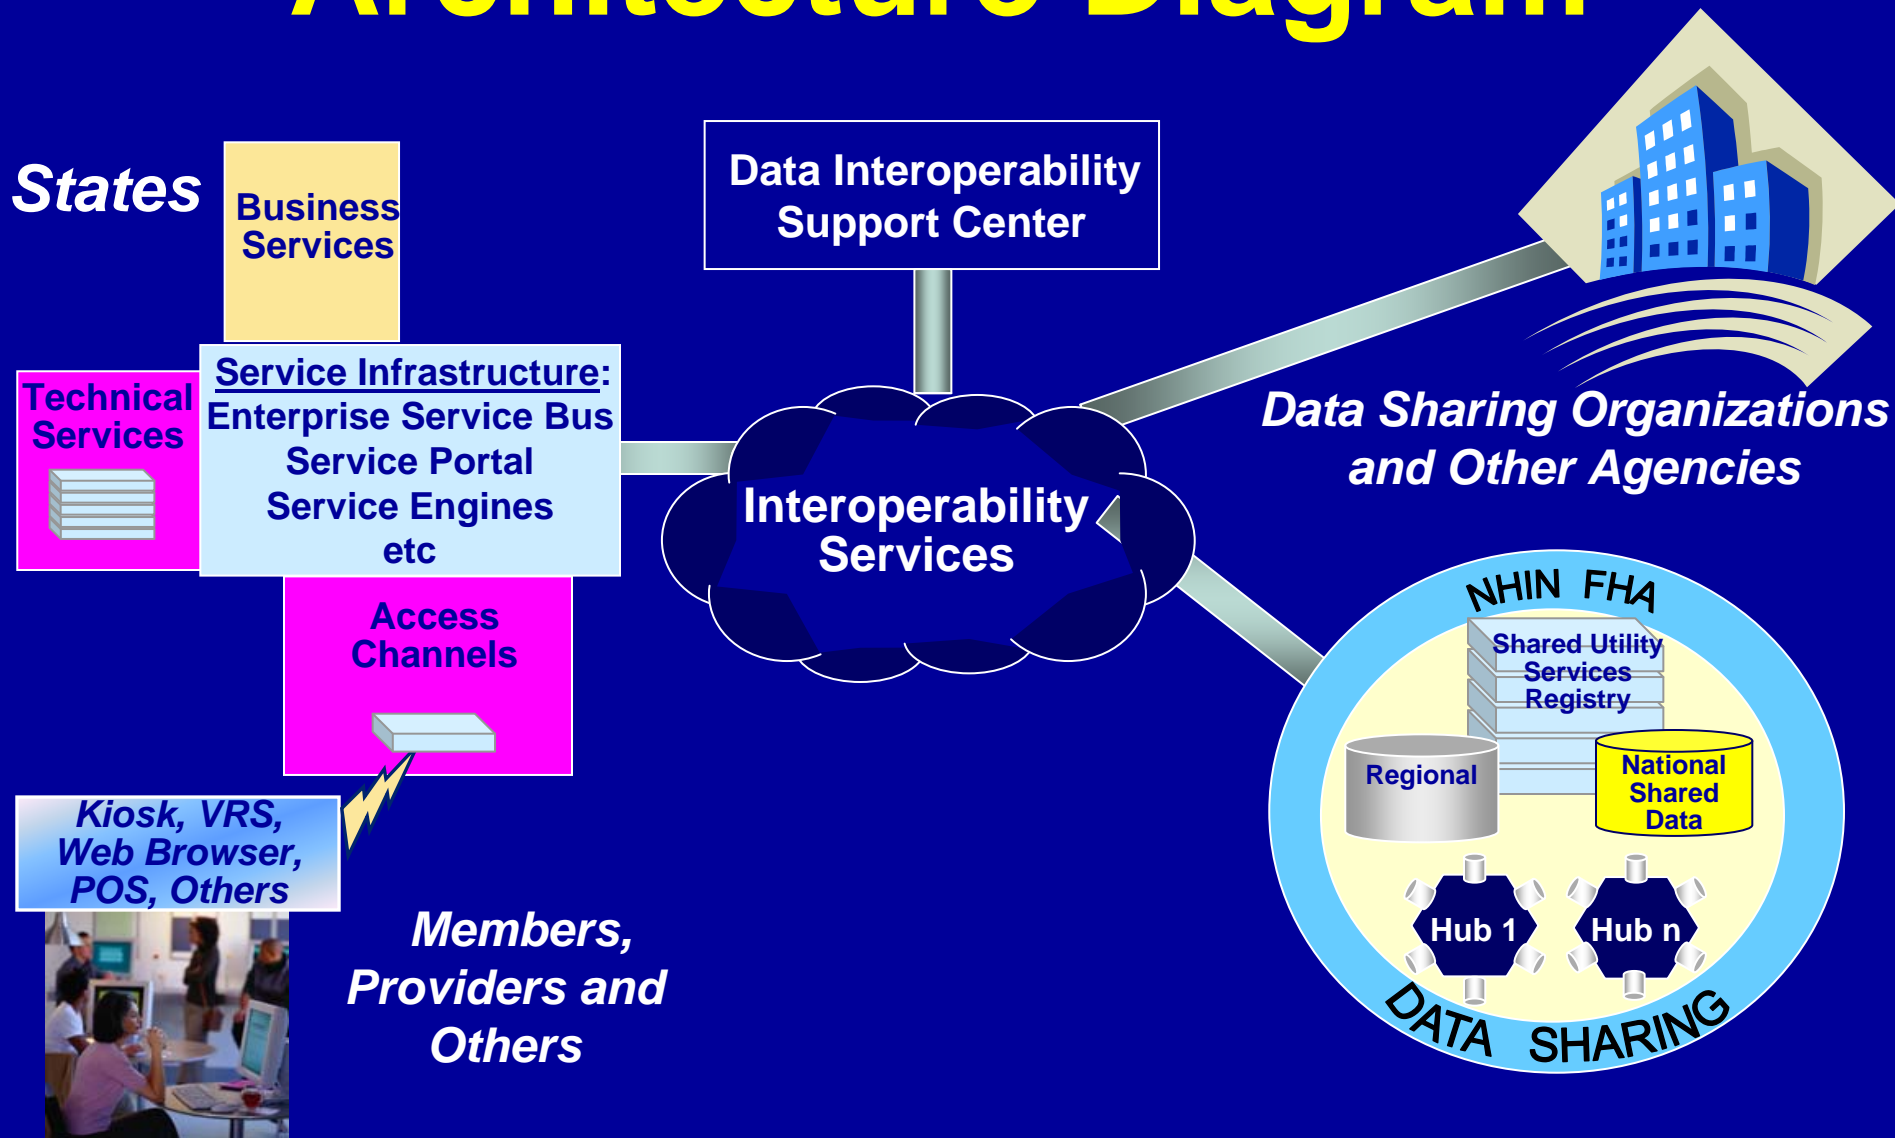 Architecture Diagram
States
Business
Services
Data Interoperability
Support Center
Technical
Services
Service Infrastructure:
Enterprise Service Bus
Service Portal
Service Engines
etc
Data Sharing Organizations
and Other Agencies
Interoperability
Services
Access
Channels
NHIN FHA
Shared Utility
Services
Registry
Regional
National
Shared
Data
Kiosk, VRS,
Web Browser,
POS, Others
Hub 1
Hub n
Members,
Providers and
Others
DATA SHARING